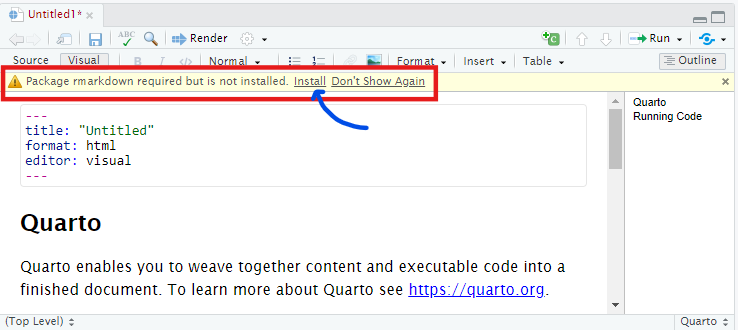 Untitled1*
ABC Render Run
Source Visual B I </> Normal Format Insert Table Outline
Package rmarkdown required but is not installed. Install Don't Show Again
---
title: "Untitled"
format: html
editor: visual
---
Quarto
Quarto enables you to weave together content and executable code into a
finished document. To learn more about Quarto see https://quarto.org.
Quarto
Running Code
(Top Level) Quarto